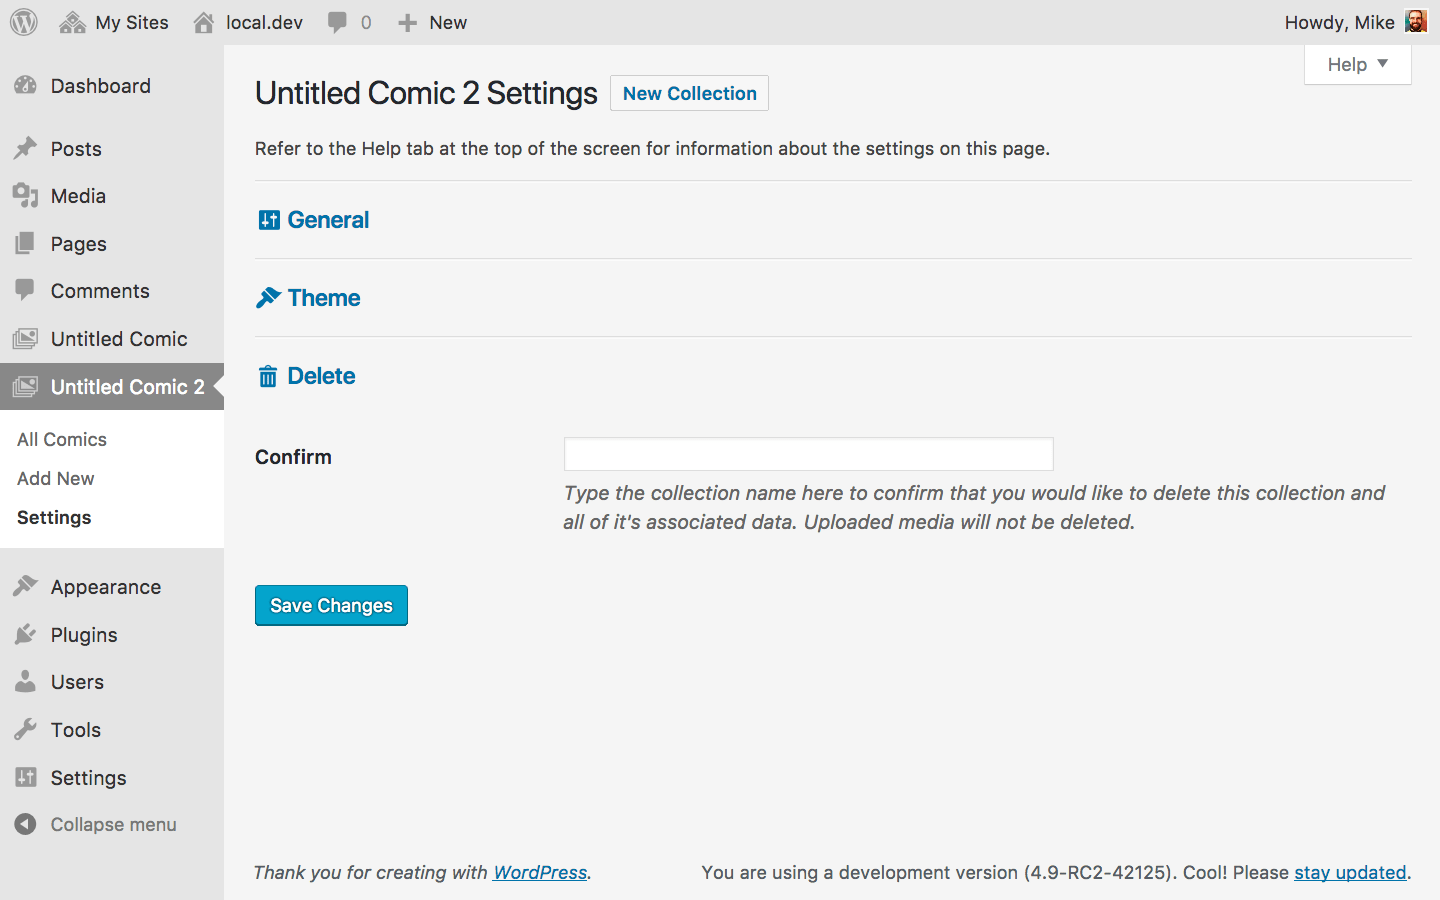 My Sites local.dev 0 New Howdy, Mike
Help
Dashboard
Posts
Media
Pages
Comments
Untitled Comic
Untitled Comic 2
All Comics
Add New
Settings
Appearance
Plugins
Users
Tools
Settings
Collapse menu
Untitled Comic 2 Settings New Collection
Refer to the Help tab at the top of the screen for information about the settings on this page.
General
Theme
Delete
Confirm
Type the collection name here to confirm that you would like to delete this collection and
all of it's associated data. Uploaded media will not be deleted.
Save Changes
Thank you for creating with WordPress. You are using a development version (4.9-RC2-42125). Cool! Please stay updated.